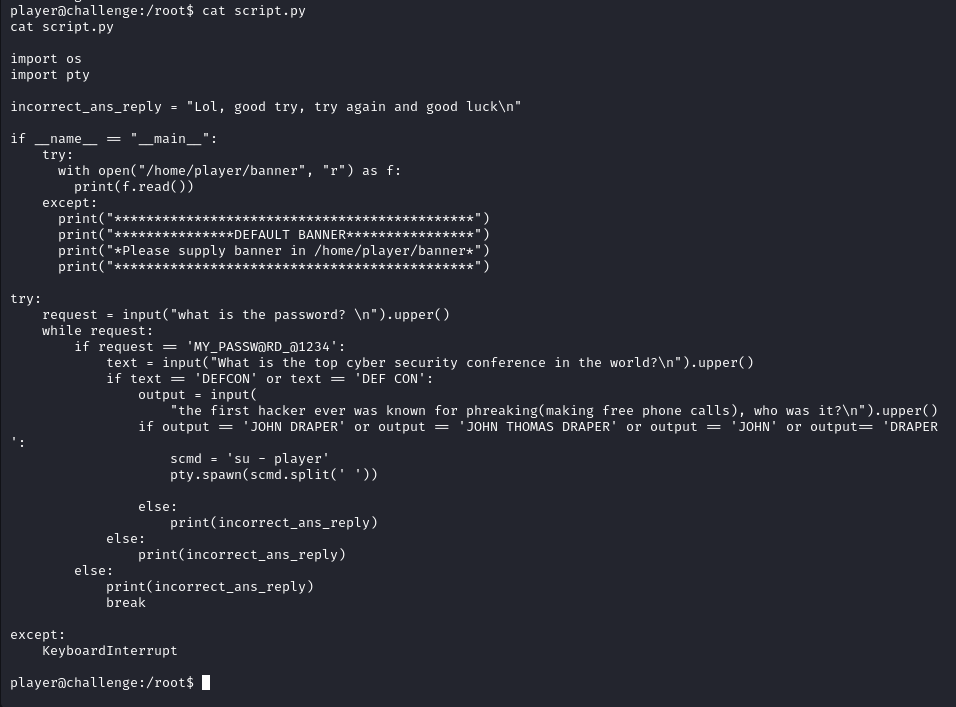 player@challenge:/root$ cat script.py
cat script.py

import os
import pty

incorrect_ans_reply = "Lol, good try, try again and good luck\n"

if __name__ == "__main__":
    try:
      with open("/home/player/banner", "r") as f:
        print(f.read())
    except:
      print("*********************************************")
      print("***************DEFAULT BANNER****************")
      print("*Please supply banner in /home/player/banner*")
      print("*********************************************")

try:
    request = input("what is the password? \n").upper()
    while request:
        if request == 'MY_PASSW@RD_@1234':
            text = input("What is the top cyber security conference in the world?\n").upper()
            if text == 'DEFCON' or text == 'DEF CON':
                output = input(
                    "the first hacker ever was known for phreaking(making free phone calls), who was it?\n").upper()
                if output == 'JOHN DRAPER' or output == 'JOHN THOMAS DRAPER' or output == 'JOHN' or output== 'DRAPER
':
                    scmd = 'su - player'
                    pty.spawn(scmd.split(' '))

                else:
                    print(incorrect_ans_reply)
            else:
                print(incorrect_ans_reply)
        else:
            print(incorrect_ans_reply)
            break

except:
    KeyboardInterrupt

player@challenge:/root$